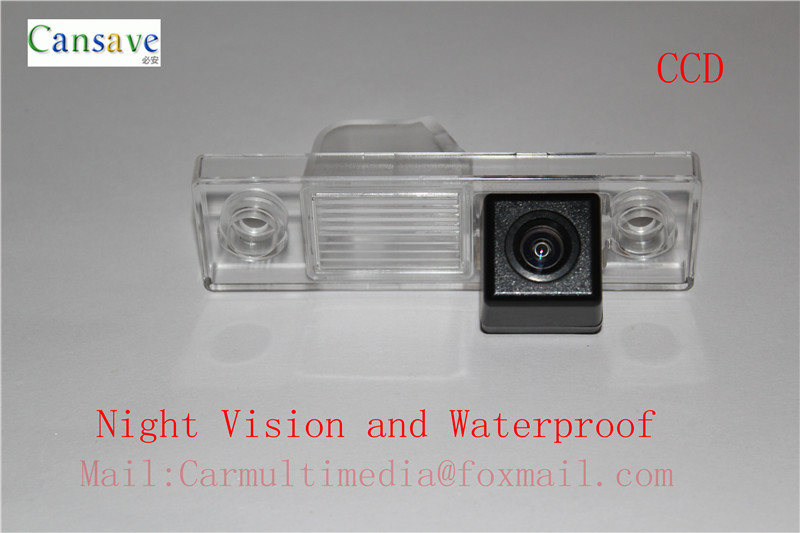 Cansave
必安
CCD
Night Vision and Waterproof
Mail:Carmultimedia@foxmail.com